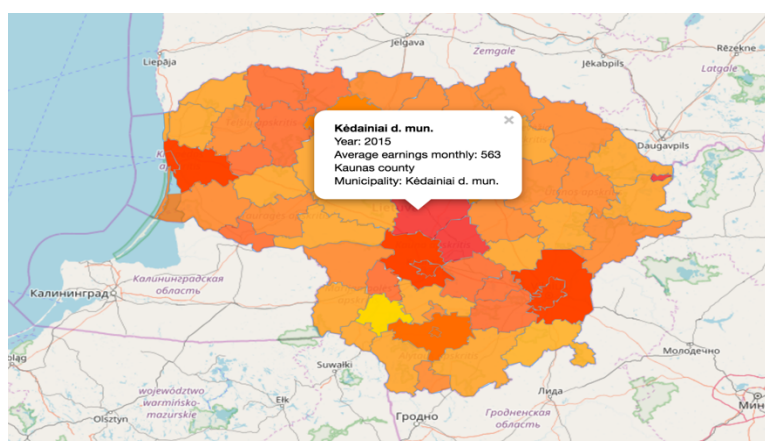 Liepāja
Jelgava
Zemgale
Jēkabpils
Rēzekne
Latgale
×
Kėdainiai d. mun.
Year: 2015
Average earnings monthly: 563
Kaunas county
Municipality: Kėdainiai d. mun.
Daugavpils
Калининградская
область
Калининград
Suwałki
Молодечно
województwo
warmińsko-
mazurskie
Ełk
Olsztyn
Гродно
Гродненская
область
Лида